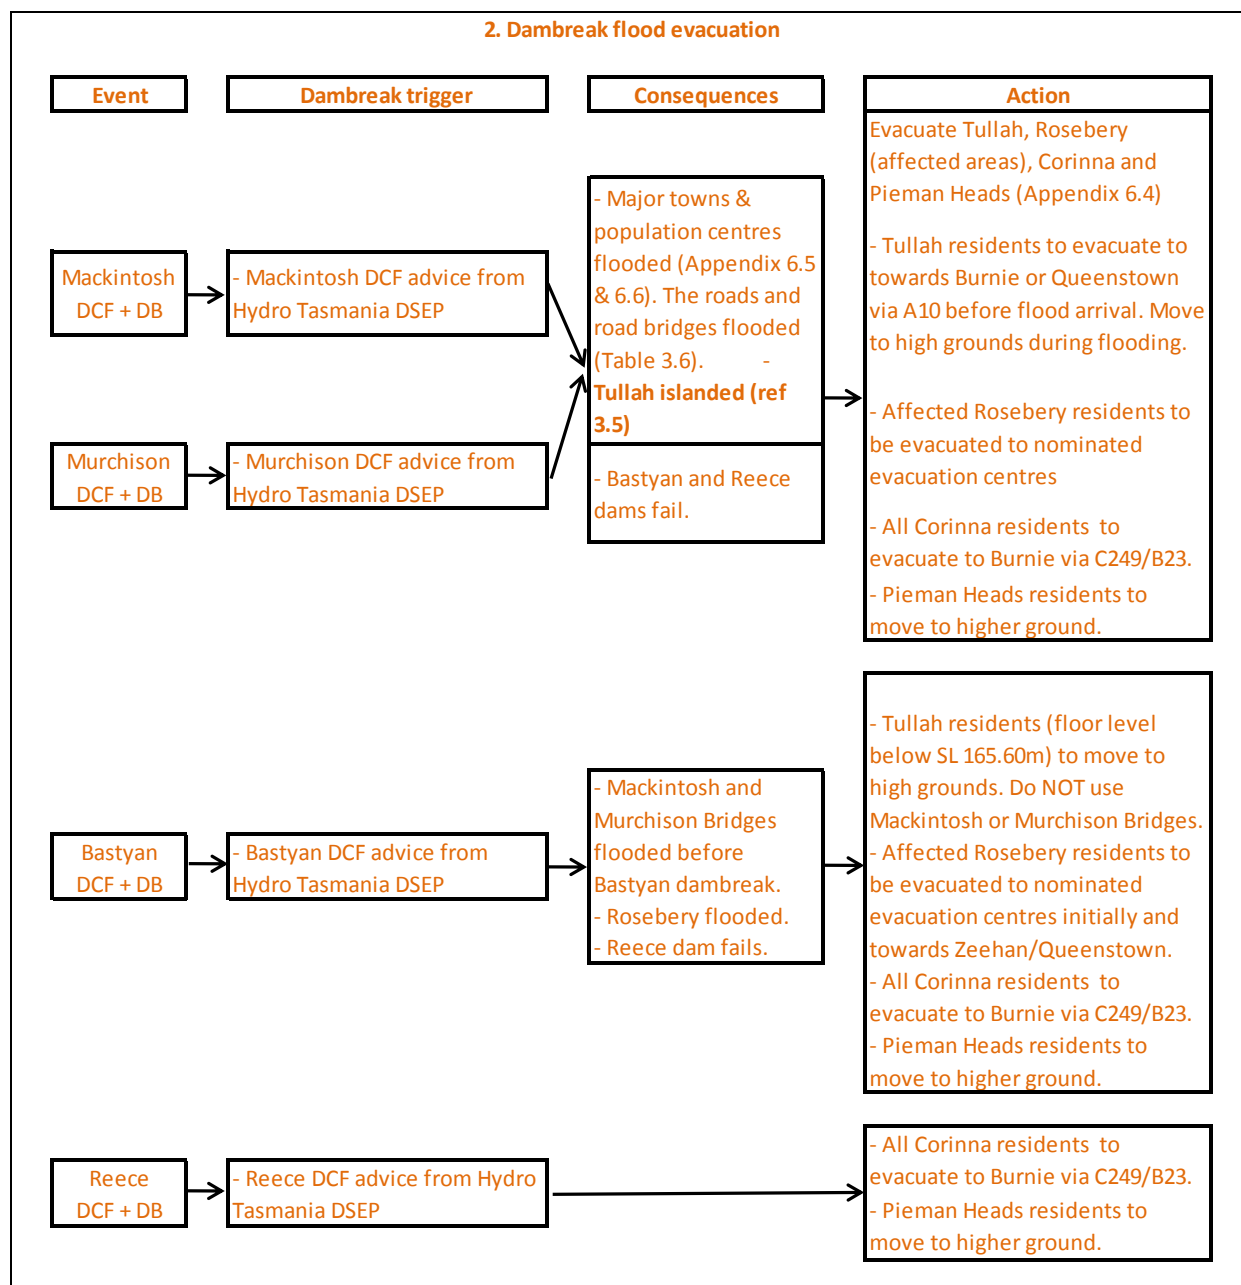 2. Dambreak flood evacuation
Event
Dambreak trigger
Consequences
Action
Mackintosh
DCF + DB
- Mackintosh DCF advice from
Hydro Tasmania DSEP
Murchison
DCF + DB
- Murchison DCF advice from
Hydro Tasmania DSEP
- Major towns &
population centres
flooded (Appendix 6.5
& 6.6). The roads and
road bridges flooded
(Table 3.6). -
Tullah islanded (ref
3.5)
- Bastyan and Reece
dams fail.
Evacuate Tullah, Rosebery
(affected areas), Corinna and
Pieman Heads (Appendix 6.4)
- Tullah residents to evacuate to
towards Burnie or Queenstown
via A10 before flood arrival. Move
to high grounds during flooding.
- Affected Rosebery residents to
be evacuated to nominated
evacuation centres
- All Corinna residents to
evacuate to Burnie via C249/B23.
- Pieman Heads residents to
move to higher ground.
Bastyan
DCF + DB
- Bastyan DCF advice from
Hydro Tasmania DSEP
- Mackintosh and
Murchison Bridges
flooded before
Bastyan dambreak.
- Rosebery flooded.
- Reece dam fails.
- Tullah residents (floor level
below SL 165.60m) to move to
high grounds. Do NOT use
Mackintosh or Murchison Bridges.
- Affected Rosebery residents to
be evacuated to nominated
evacuation centres initially and
towards Zeehan/Queenstown.
- All Corinna residents to
evacuate to Burnie via C249/B23.
- Pieman Heads residents to
move to higher ground.
Reece
DCF + DB
- Reece DCF advice from Hydro
Tasmania DSEP
- All Corinna residents to
evacuate to Burnie via C249/B23.
- Pieman Heads residents to
move to higher ground.